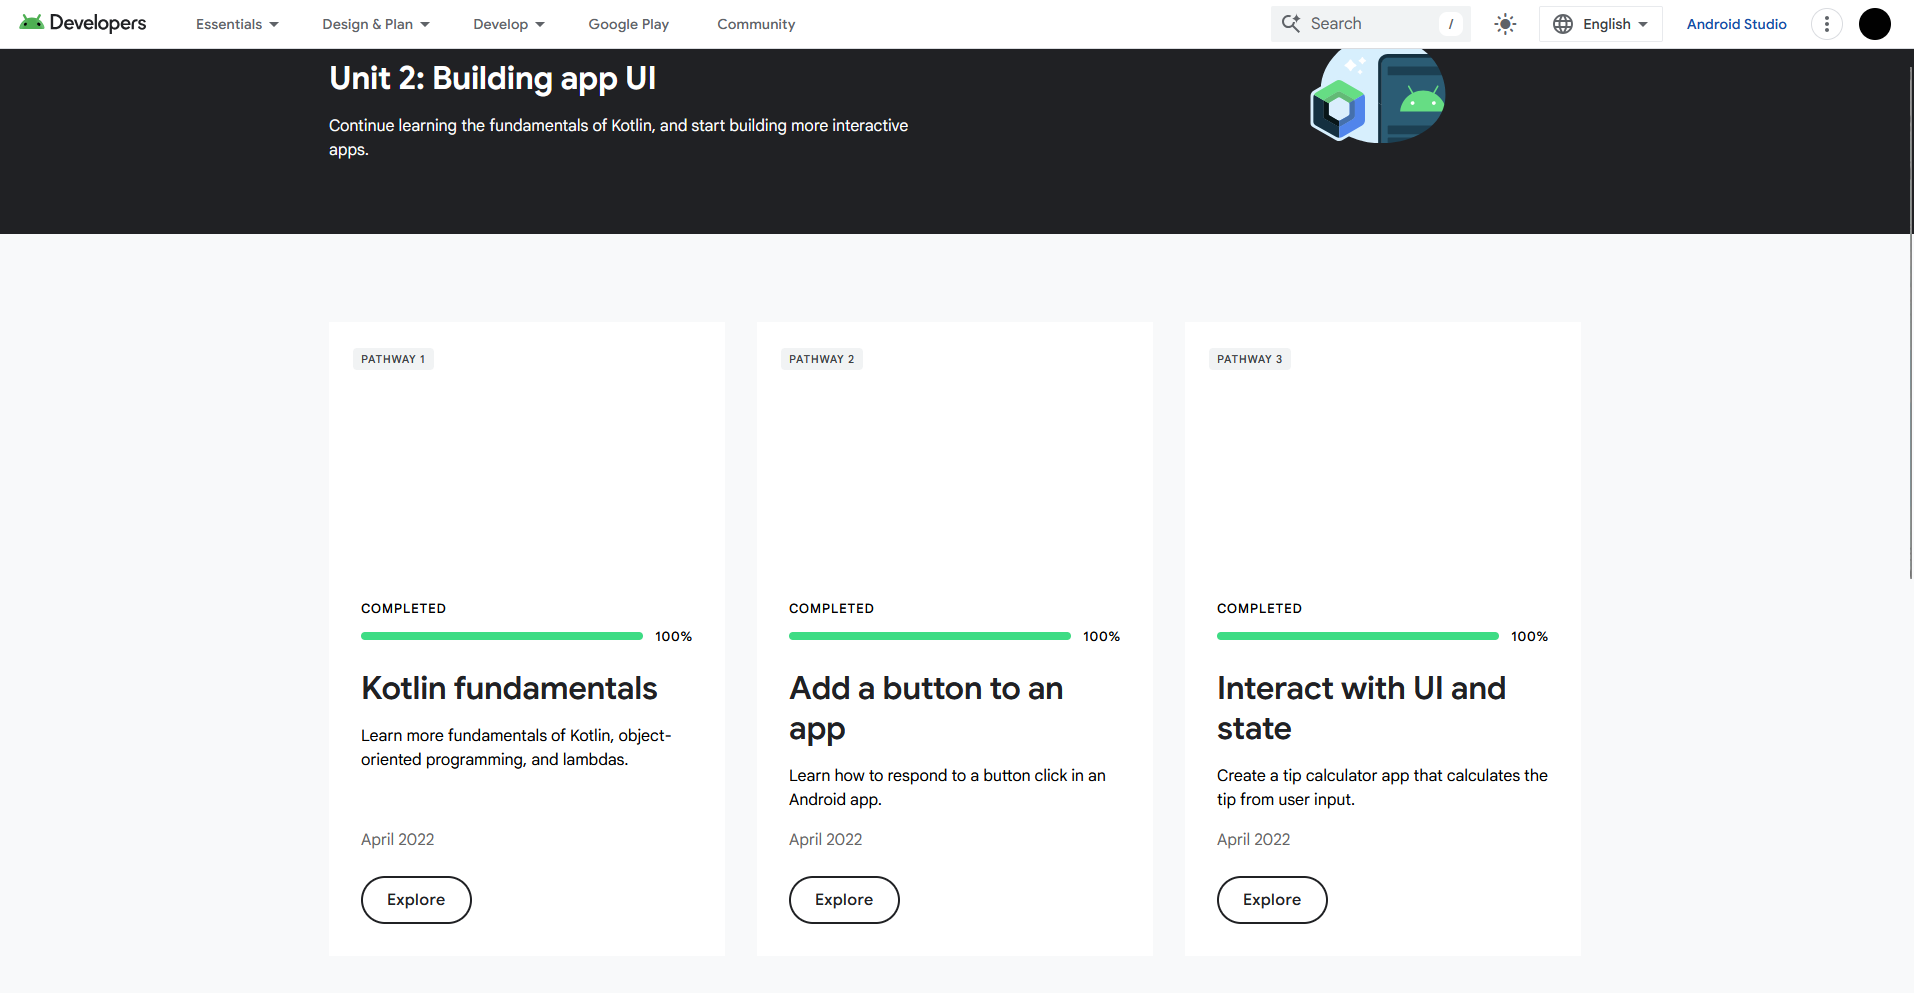 Developers
Essentials
Design & Plan
Develop
Google Play
Community
Search
/
English
Android Studio
Unit 2: Building app UI
Continue learning the fundamentals of Kotlin, and start building more interactive
apps.
PATHWAY 1
COMPLETED
100%
Kotlin fundamentals
Learn more fundamentals of Kotlin, object-
oriented programming, and lambdas.
April 2022
Explore
PATHWAY 2
COMPLETED
100%
Add a button to an
app
Learn how to respond to a button click in an
Android app.
April 2022
Explore
PATHWAY 3
COMPLETED
100%
Interact with UI and
state
Create a tip calculator app that calculates the
tip from user input.
April 2022
Explore